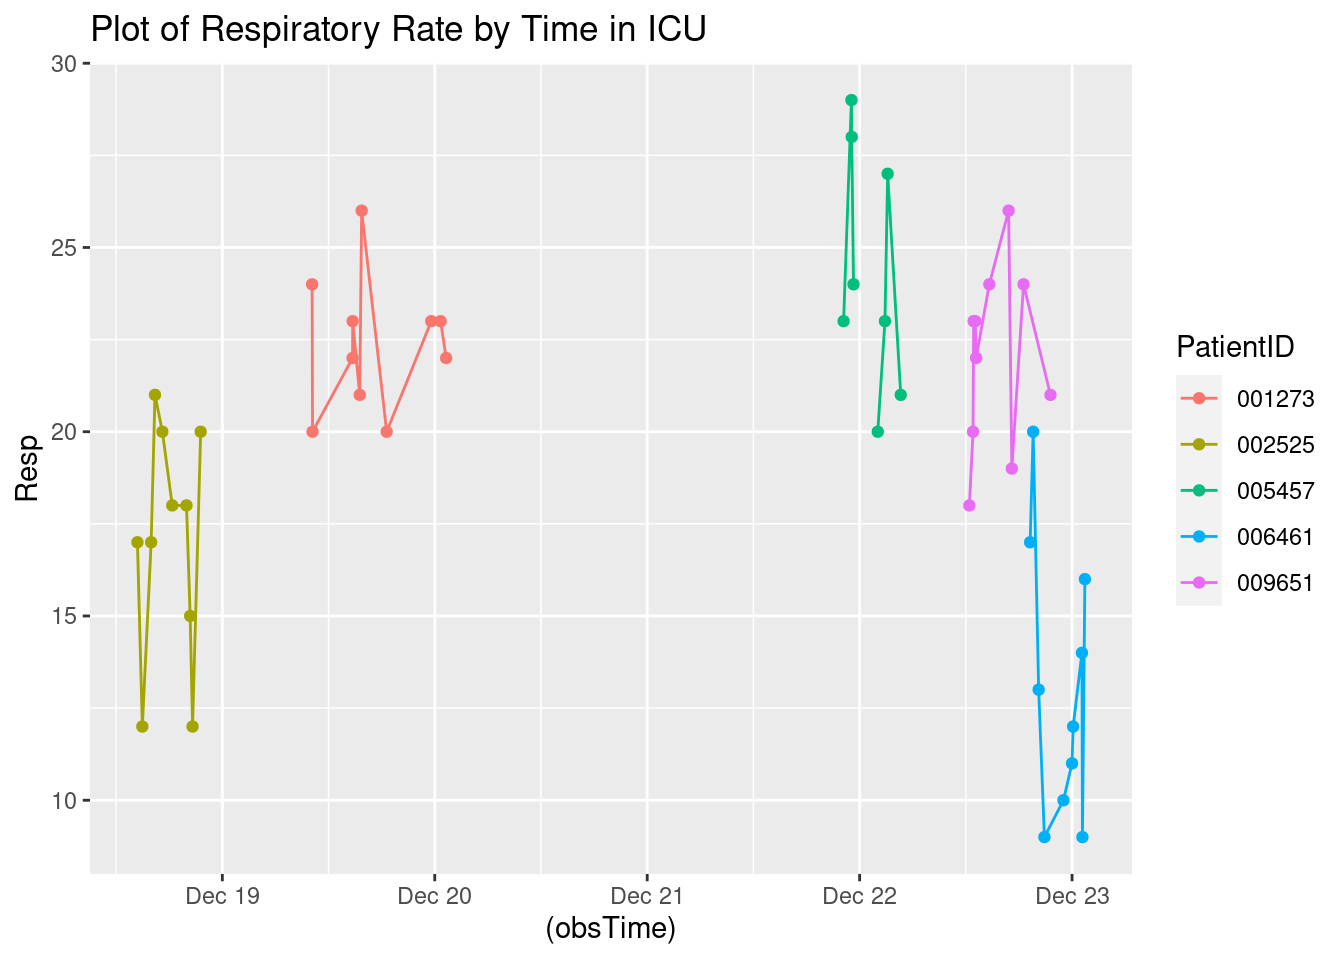 Plot of Respiratory Rate by Time in ICU
30
25
20
15
10
Resp
Dec 19
Dec 20
Dec 21
Dec 22
Dec 23
(obsTime)
PatientID
001273
002525
005457
006461
009651